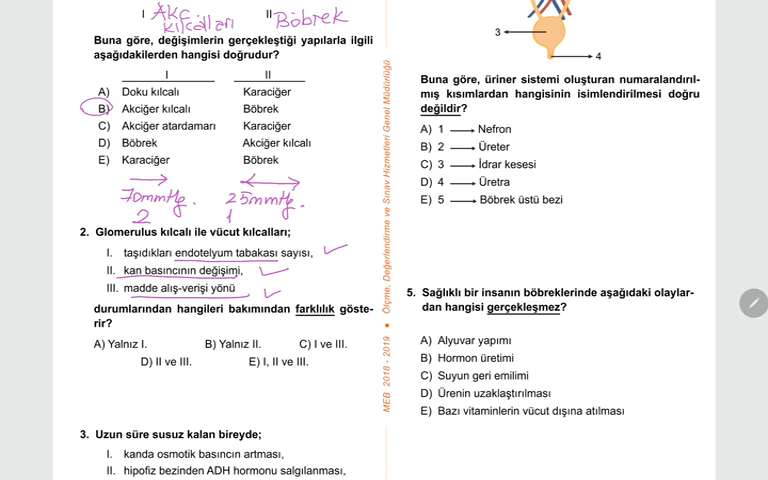 I Akc. II Böbrek
kılcalları
Buna göre, değişimlerin gerçekleştiği yapılarla ilgili
aşağıdakilerden hangisi doğrudur?
I II
A) Doku kılcalı Karaciğer
B) Akciğer kılcalı Böbrek
C) Akciğer atardamarı Karaciğer
D) Böbrek Akciğer kılcalı
E) Karaciğer Böbrek
70mmHg. 25mmHg.
2 1
2. Glomerulus kılcalı ile vücut kılcalları;
I. taşıdıkları endotelyum tabakası sayısı,
II. kan basıncının değişimi,
III. madde alış-verişi yönü
durumlarından hangileri bakımından farklılık göste-
rir?
A) Yalnız I. B) Yalnız II. C) I ve III.
D) II ve III. E) I, II ve III.
3. Uzun süre susuz kalan bireyde;
I. kanda osmotik basıncın artması,
II. hipofiz bezinden ADH hormonu salgılanması,
MEB 2018 - 2019 ● Ölçme, Değerlendirme ve Sınav Hizmetleri Genel Müdürlüğü
3
4
Buna göre, üriner sistemi oluşturan numaralandırıl-
mış kısımlardan hangisinin isimlendirilmesi doğru
değildir?
A) 1 → Nefron
B) 2 → Üreter
C) 3 → İdrar kesesi
D) 4 → Üretra
E) 5 → Böbrek üstü bezi
5. Sağlıklı bir insanın böbreklerinde aşağıdaki olaylar-
dan hangisi gerçekleşmez?
A) Alyuvar yapımı
B) Hormon üretimi
C) Suyun geri emilimi
D) Ürenin uzaklaştırılması
E) Bazı vitaminlerin vücut dışına atılması